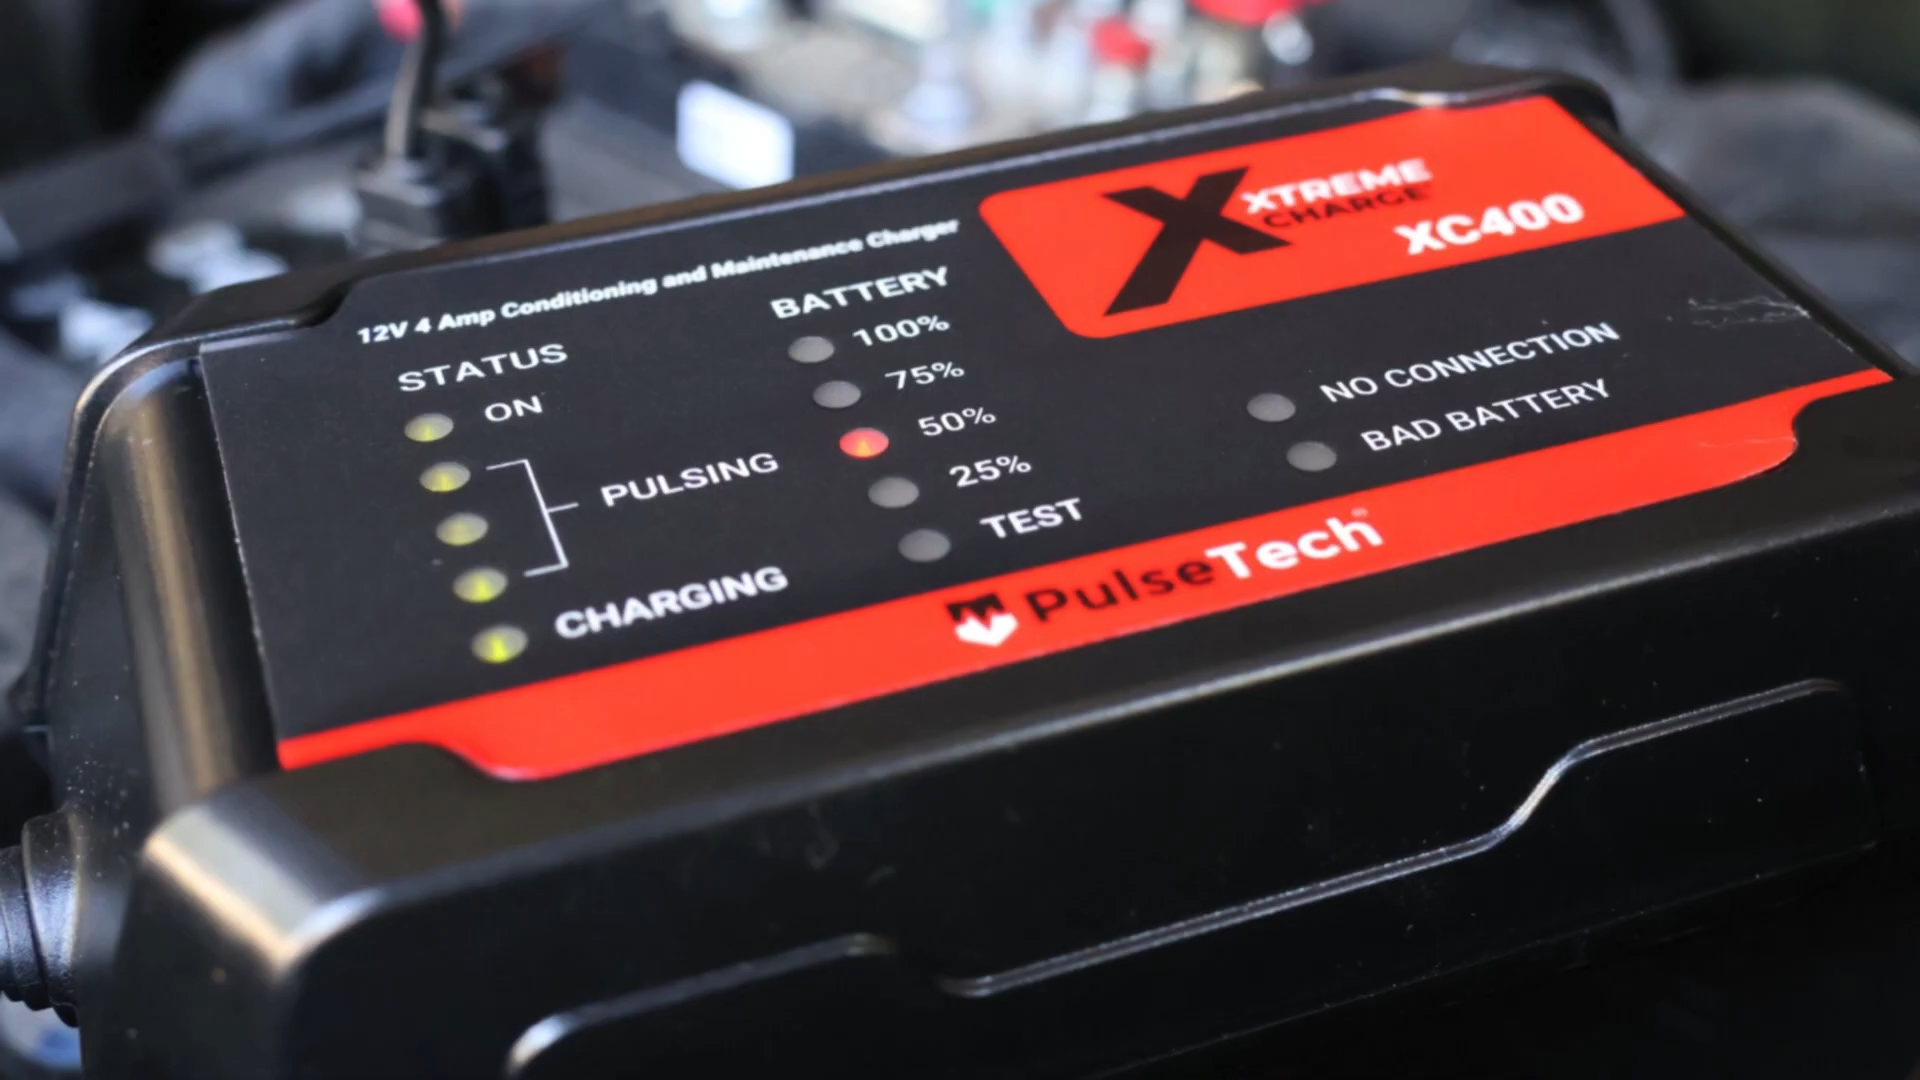 XTREME
CHARGE
XC400
12V 4 Amp Conditioning and Maintenance Charger
STATUS
ON
PULSING
CHARGING
BATTERY
100%
75%
50%
25%
TEST
NO CONNECTION
BAD BATTERY
PulseTech®